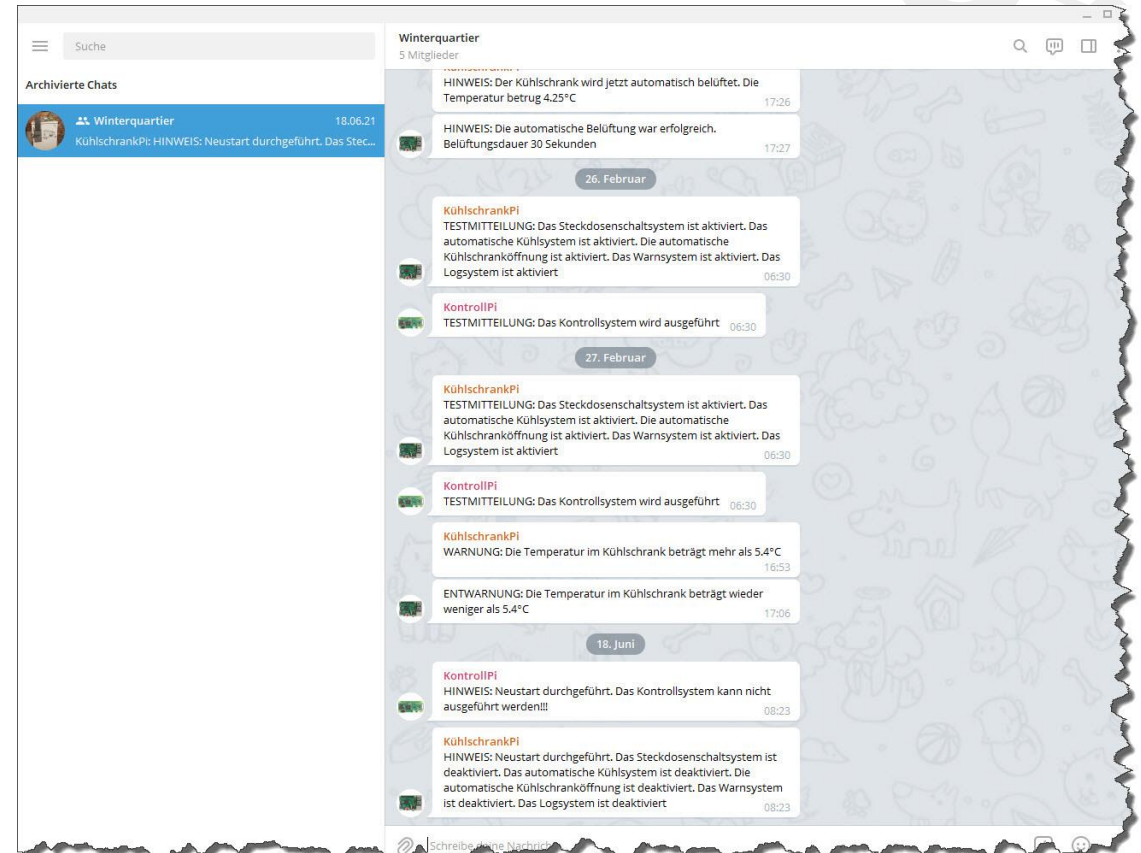 Suche
Archivierte Chats
Winterquartier
18.06.21
KühlschrankPi: HINWEIS: Neustart durchgeführt. Das Stec...
Winterquartier
5 Mitglieder
KühlschrankPi
HINWEIS: Der Kühlschrank wird jetzt automatisch belüftet. Die
Temperatur betrug 4.25°C
17:26
HINWEIS: Die automatische Belüftung war erfolgreich.
Belüftungsdauer 30 Sekunden
17:27
26. Februar
KühlschrankPi
TESTMITTEILUNG: Das Steckdosenschaltsystem ist aktiviert. Das
automatische Kühlsystem ist aktiviert. Die automatische
Kühlschranköffnung ist aktiviert. Das Warnsystem ist aktiviert. Das
Logsystem ist aktiviert
06:30
KontrollPi
TESTMITTEILUNG: Das Kontrollsystem wird ausgeführt 06:30
27. Februar
KühlschrankPi
TESTMITTEILUNG: Das Steckdosenschaltsystem ist aktiviert. Das
automatische Kühlsystem ist aktiviert. Die automatische
Kühlschranköffnung ist aktiviert. Das Warnsystem ist aktiviert. Das
Logsystem ist aktiviert
06:30
KontrollPi
TESTMITTEILUNG: Das Kontrollsystem wird ausgeführt 06:30
KühlschrankPi
WARNUNG: Die Temperatur im Kühlschrank beträgt mehr als 5.4°C
16:53
ENTWARNUNG: Die Temperatur im Kühlschrank beträgt wieder
weniger als 5.4°C
17:06
18. Juni
KontrollPi
HINWEIS: Neustart durchgeführt. Das Kontrollsystem kann nicht
ausgeführt werden!!!
08:23
KühlschrankPi
HINWEIS: Neustart durchgeführt. Das Steckdosenschaltsystem ist
deaktiviert. Das automatische Kühlsystem ist deaktiviert. Die
automatische Kühlschranköffnung ist deaktiviert. Das Warnsystem
ist deaktiviert. Das Logsystem ist deaktiviert
08:23
Schreibe deine Nachricht